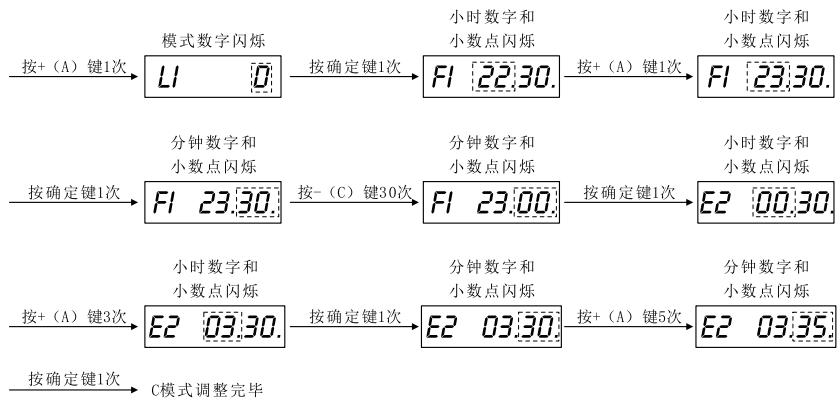 模式数字闪烁
小时数字和
小数点闪烁
小时数字和
小数点闪烁
按+（A）键1次
L1 0
按确定键1次
F1 22.30.
按+（A）键1次
F1 23.30.
分钟数字和
小数点闪烁
分钟数字和
小数点闪烁
小时数字和
小数点闪烁
按确定键1次
F1 23.30.
按-（C）键30次
F1 23.00.
按确定键1次
E2 00.30.
小时数字和
小数点闪烁
分钟数字和
小数点闪烁
分钟数字和
小数点闪烁
按+（A）键3次
E2 03.30.
按确定键1次
E2 03.30.
按+（A）键5次
E2 03.35.
按确定键1次
C模式调整完毕